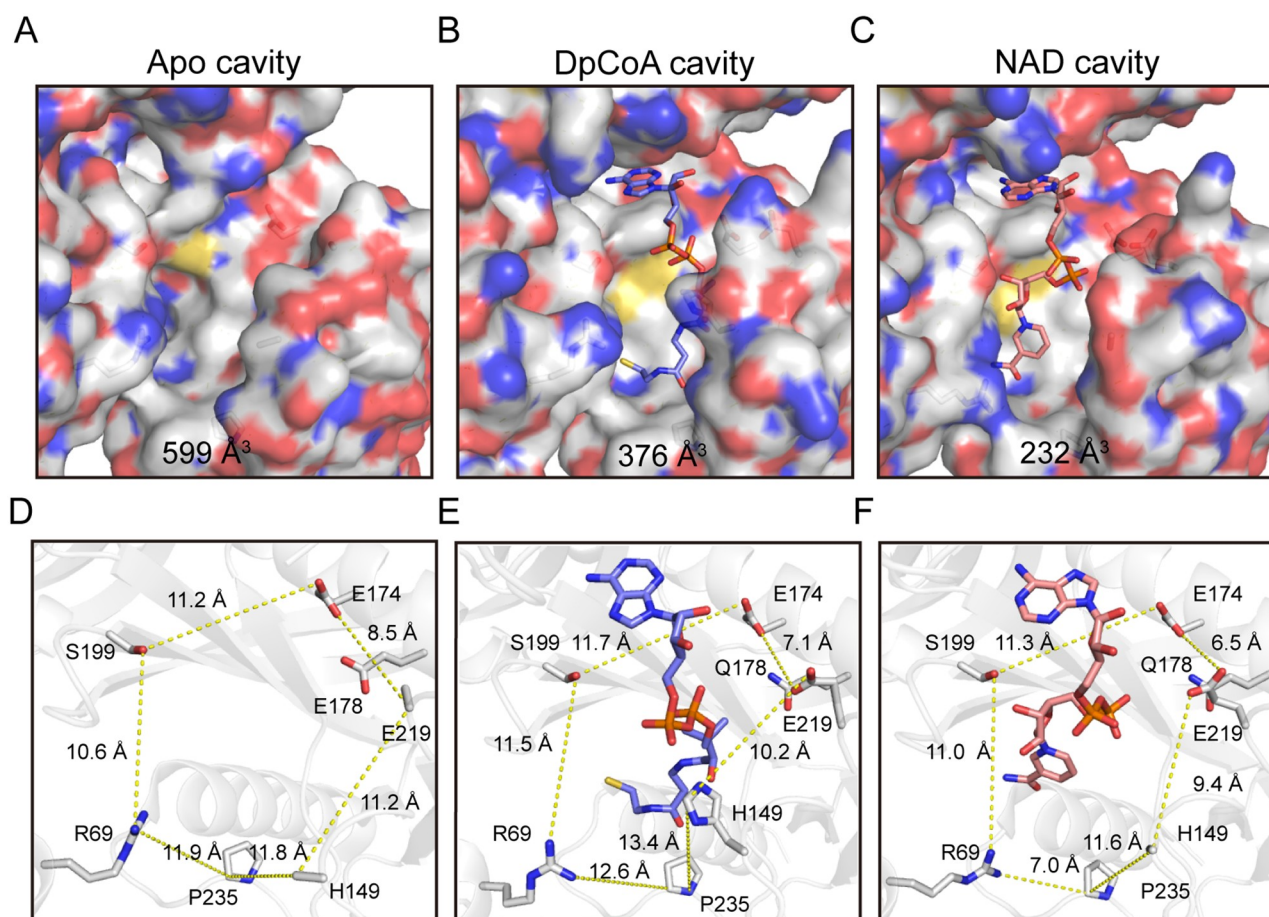 A
Apo cavity
599 Å³
B
DpCoA cavity
376 Å³
C
NAD cavity
232 Å³
D
E174
11.2 Å
8.5 Å
S199
E178
E219
10.6 Å
11.2 Å
R69
11.9 Å
11.8 Å
H149
P235
E
E174
S199
11.7 Å
7.1 Å
Q178
E219
11.5 Å
10.2 Å
H149
R69
13.4 Å
12.6 Å
P235
F
E174
S199
11.3 Å
6.5 Å
Q178
E219
11.0 Å
9.4 Å
H149
R69
11.6 Å
7.0 Å
P235